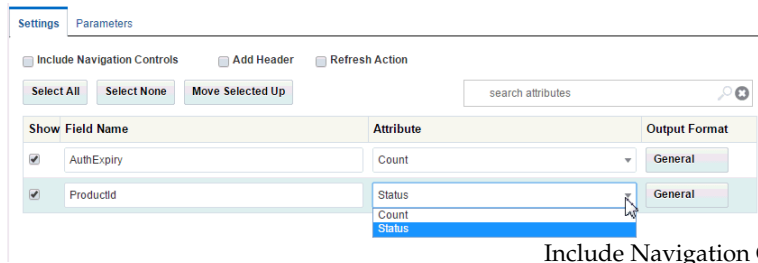 Settings Parameters
Include Navigation Controls Add Header Refresh Action
Select All Select None Move Selected Up search attributes
Show Field Name Attribute Output Format
AuthExpiry Count General
ProductId Status General
Count
Status
Include Navigation